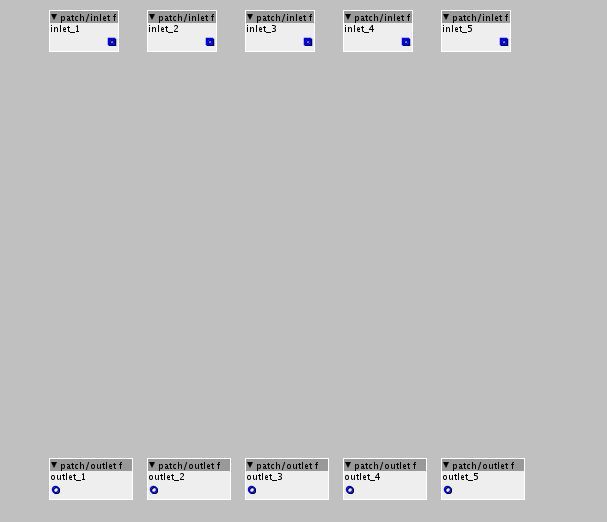 patch/inlet f
inlet_1
patch/inlet f
inlet_2
patch/inlet f
inlet_3
patch/inlet f
inlet_4
patch/inlet f
inlet_5
patch/outlet f
outlet_1
patch/outlet f
outlet_2
patch/outlet f
outlet_3
patch/outlet f
outlet_4
patch/outlet f
outlet_5